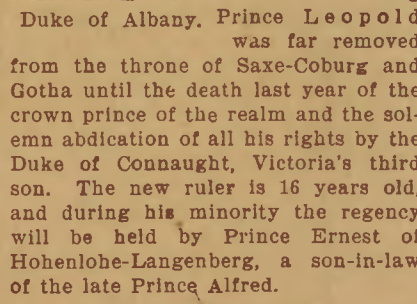 Duke of Albany. Prince Leopold
was far removed
from the throne of Saxe-Coburg and
Gotha until the death last year of the
crown prince of the realm and the sol-
emn abdication of all his rights by the
Duke of Connaught, Victoria's third
son. The new ruler is 16 years old,
and during his minority the regency
will be held by Prince Ernest of
Hohenlohe-Langenberg, a son-in-law
of the late Prince Alfred.